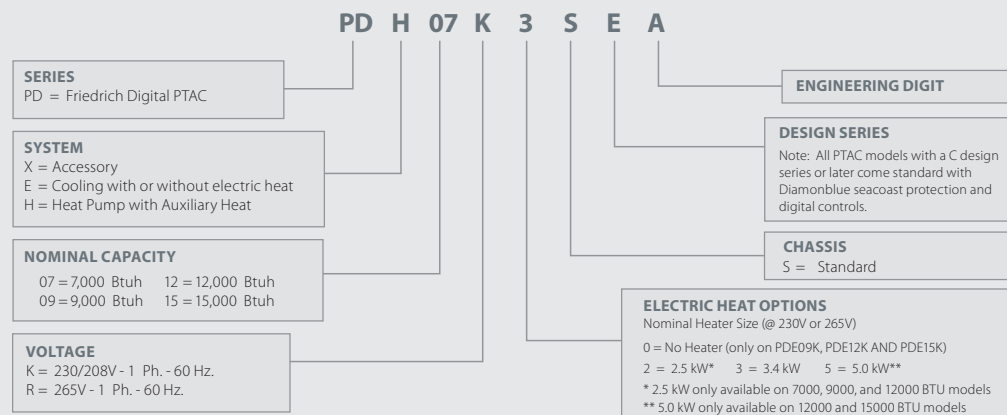 PD H 07 K 3 S E A
SERIES
PD = Friedrich Digital PTAC
SYSTEM
X = Accessory
E = Cooling with or without electric heat
H = Heat Pump with Auxiliary Heat
NOMINAL CAPACITY
07 = 7,000 Btuh 12 = 12,000 Btuh
09 = 9,000 Btuh 15 = 15,000 Btuh
VOLTAGE
K = 230/208V - 1 Ph. - 60 Hz.
R = 265V - 1 Ph. - 60 Hz.
ENGINEERING DIGIT
DESIGN SERIES
Note: All PTAC models with a C design
series or later come standard with
Diamonblue seacoast protection and
digital controls.
CHASSIS
S = Standard
ELECTRIC HEAT OPTIONS
Nominal Heater Size (@ 230V or 265V)
0 = No Heater (only on PDE09K, PDE12K AND PDE15K)
2 = 2.5 kW* 3 = 3.4 kW 5 = 5.0 kW**
* 2.5 kW only available on 7000, 9000, and 12000 BTU models
** 5.0 kW only available on 12000 and 15000 BTU models